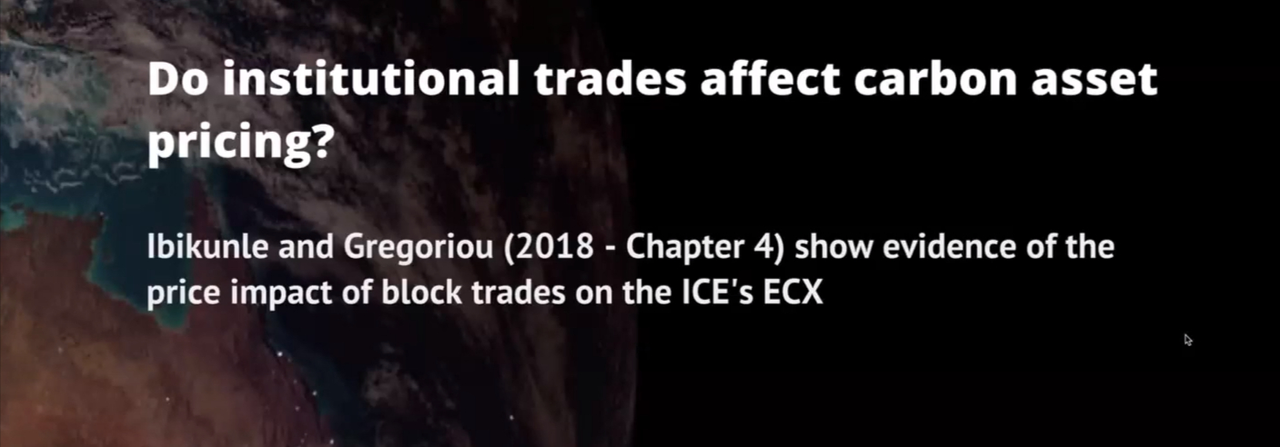 Do institutional trades affect carbon asset
pricing?
Ibikunle and Gregoriou (2018 - Chapter 4) show evidence of the
price impact of block trades on the ICE's ECX